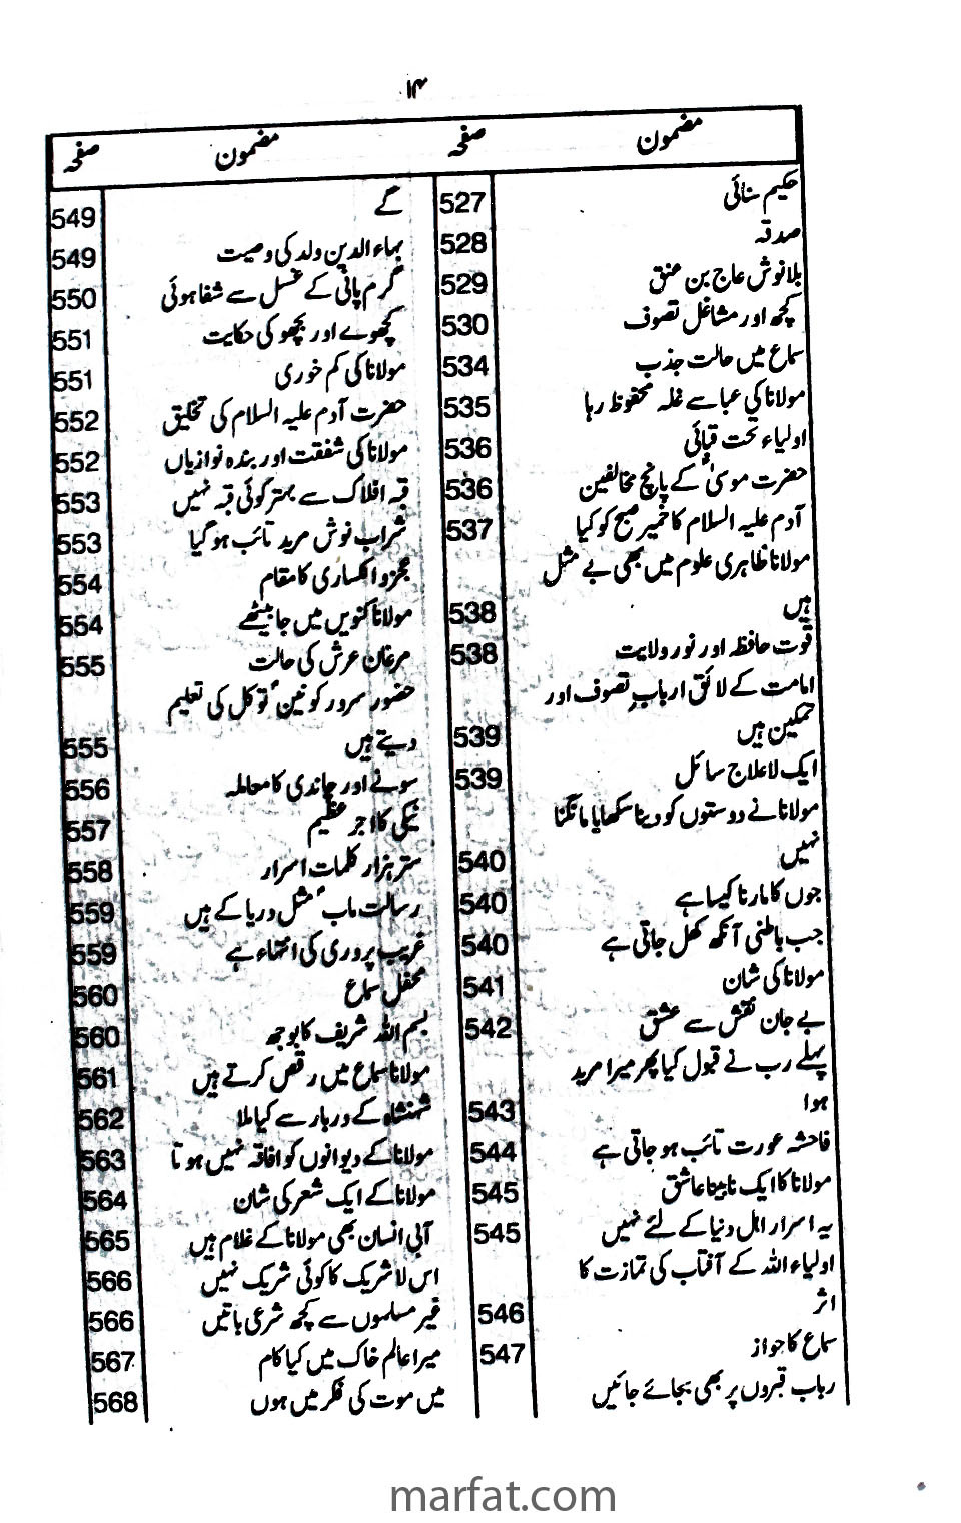 ۱۴
مضمون صفحہ مضمون صفحہ
حکیم سنائی 527
صدقہ 528
بلانوش عاج بن عنق 529
کچھ اور مشاغل تصوف 530
سماع میں حالت جذب 534
مولانا کی عبا سے غلہ محفوظ رہا 535
اولیاء تحت قبائی 536
حضرت موسیٰؑ کے پانچ مخالفین 536
آدم علیہ السلام کا خمیر صبح کو کیا 537
مولانا ظاہری علوم میں بھی بے مثل
ہیں 538
قوت حافظہ اور نور ولایت 538
امامت کے لائق اربابِ تصوف اور
تمکین ہیں 539
ایک لاعلاج سائل 539
مولانا نے دوستوں کو دینا سکھایا مانگنا
نہیں 540
جوں کا مارنا کیسا ہے 540
جب باطنی آنکھ کھل جاتی ہے 540
مولانا کی شان 541
بے جان نقش سے عشق 542
پہلے رب نے قبول کیا پھر میرا مرید
ہوا 543
فاحشہ عورت تائب ہو جاتی ہے 544
مولانا کا ایک نابینا عاشق 545
یہ اسرار اہل دنیا کے لئے نہیں 545
اولیاء اللہ کے آفتاب کی تمازت کا
اثر 546
سماع کا جواز 547
رباب قبروں پر بھی بجائے جائیں
گے 549
بہاء الدین ولد کی وصیت 549
گرم پانی کے غسل سے شفا ہوئی 550
کچھوے اور بچھو کی حکایت 551
مولانا کی کم خوری 551
حضرت آدم علیہ السلام کی تخلیق 552
مولانا کی شفقت اور بندہ نوازیاں 552
قبہ افلاک سے بہتر کوئی قبہ نہیں 553
شراب نوش مرید تائب ہو گیا 553
عجز و انکساری کا مقام 554
مولانا کنویں میں جا بیٹھے 554
مرغان عرش کی حالت 555
حضور سرور کونینؐ توکل کی تعلیم
دیتے ہیں 555
سونے اور چاندی کا معاملہ 556
نیکی کا اجر عظیم 557
ستر ہزار کلمات اسرار 558
رسالت مابؐ مثل دریا کے ہیں 559
غریب پروری کی انتہاء ہے 559
محفل سماع 560
بسم اللہ شریف کا بوجھ 560
مولانا سماع میں رقص کرتے ہیں 561
شہنشاہ کے دربار سے کیا ملا 562
مولانا کے دیوانوں کو افاقہ نہیں ہوتا 563
مولانا کے ایک شعر کی شان 564
آبی انسان بھی مولانا کے غلام ہیں 565
اس لا شریک کا کوئی شریک نہیں 566
غیر مسلموں سے کچھ شرعی باتیں 566
میرا عالم خاک میں کیا کام 567
میں موت کی فکر میں ہوں 568
marfat.com